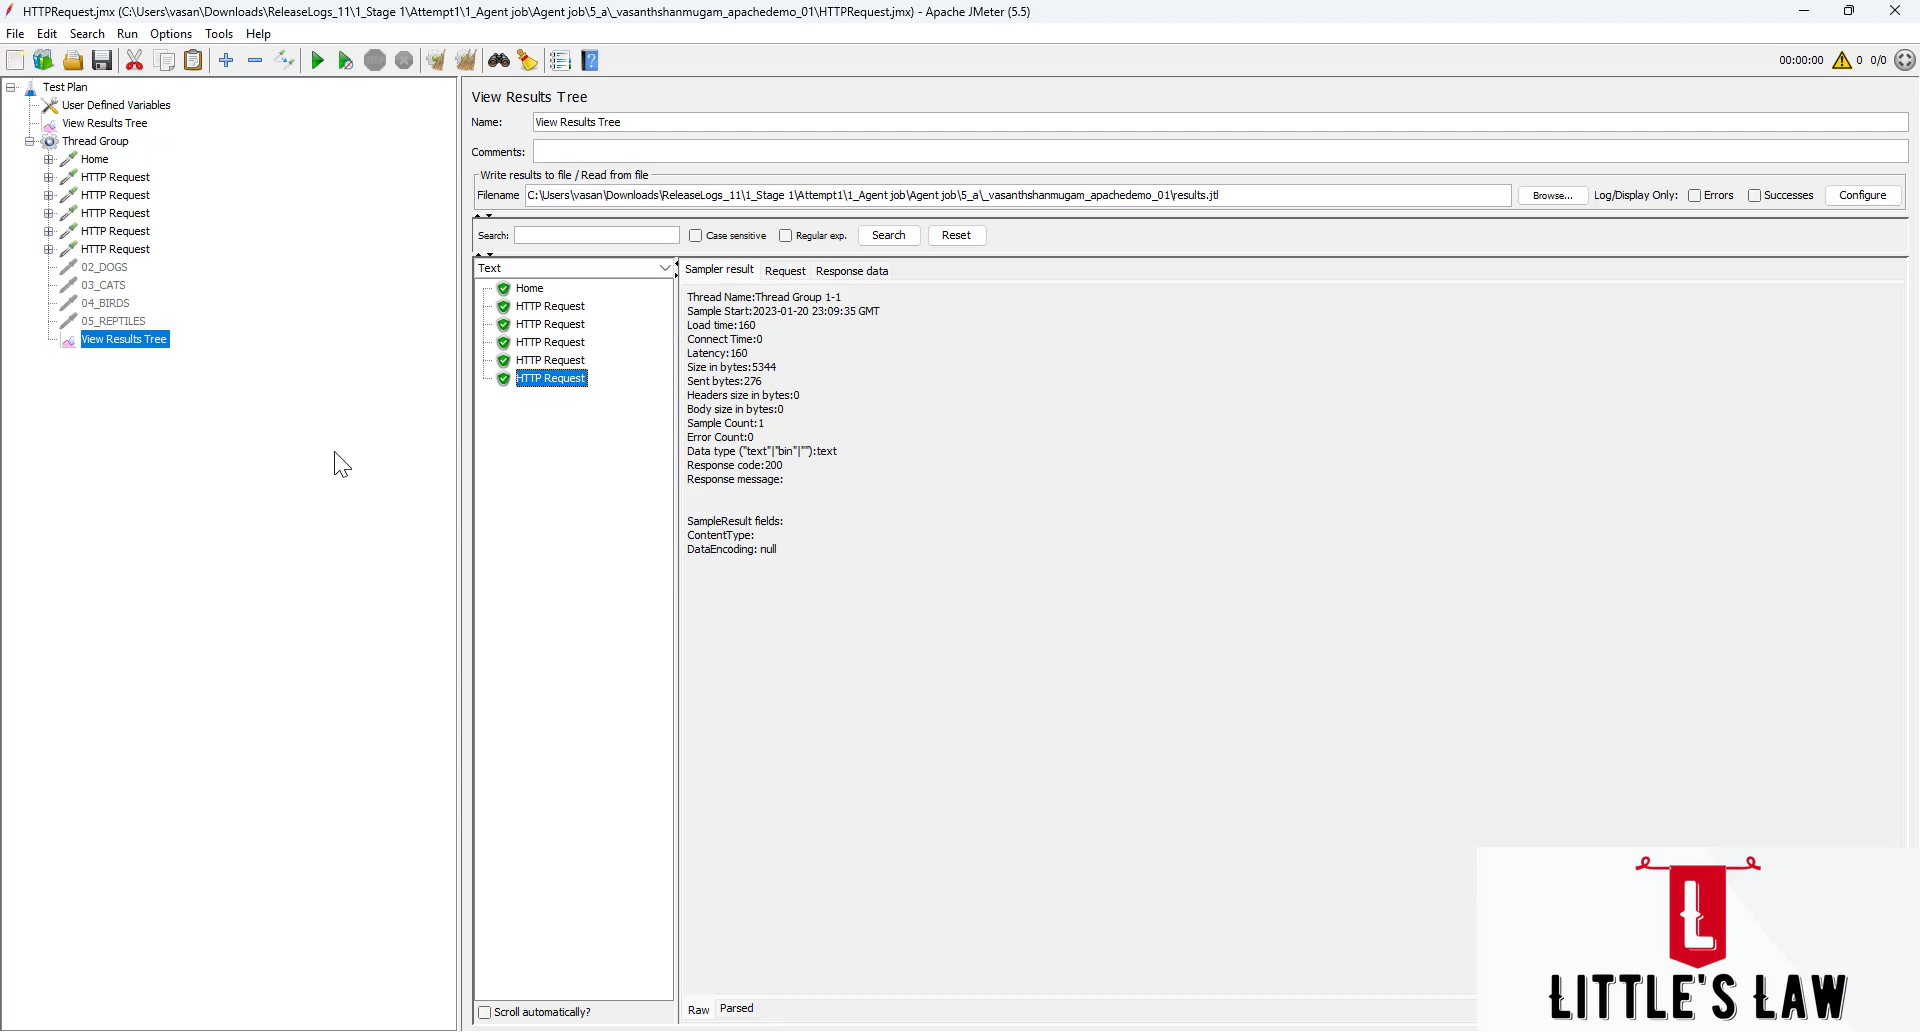 HTTPRequest.jmx (C:\Users\vasan\Downloads\ReleaseLogs_11\1_Stage 1\Attempt1\1_Agent job\Agent job\5_a\_vasanthshanmugam_apachedemo_01\HTTPRequest.jmx) - Apache JMeter (5.5)
File Edit Search Run Options Tools Help
00:00:00 0 0/0
Test Plan
User Defined Variables
View Results Tree
Thread Group
Home
HTTP Request
HTTP Request
HTTP Request
HTTP Request
HTTP Request
02_DOGS
03_CATS
04_BIRDS
05_REPTILES
View Results Tree
View Results Tree
Name: View Results Tree
Comments:
Write results to file / Read from file
Filename C:\Users\vasan\Downloads\ReleaseLogs_11\1_Stage 1\Attempt1\1_Agent job\Agent job\5_a\_vasanthshanmugam_apachedemo_01\results.jtl Browse... Log/Display Only: Errors Successes Configure
Search: Case sensitive Regular exp. Search Reset
Text
Home
HTTP Request
HTTP Request
HTTP Request
HTTP Request
HTTP Request
Scroll automatically?
Sampler result Request Response data
Thread Name:Thread Group 1-1
Sample Start:2023-01-20 23:09:35 GMT
Load time:160
Connect Time:0
Latency:160
Size in bytes:5344
Sent bytes:276
Headers size in bytes:0
Body size in bytes:0
Sample Count:1
Error Count:0
Data type ("text"|"bin"|""):text
Response code:200
Response message:
SampleResult fields:
ContentType:
DataEncoding: null
Raw Parsed
L
LITTLE'S LAW